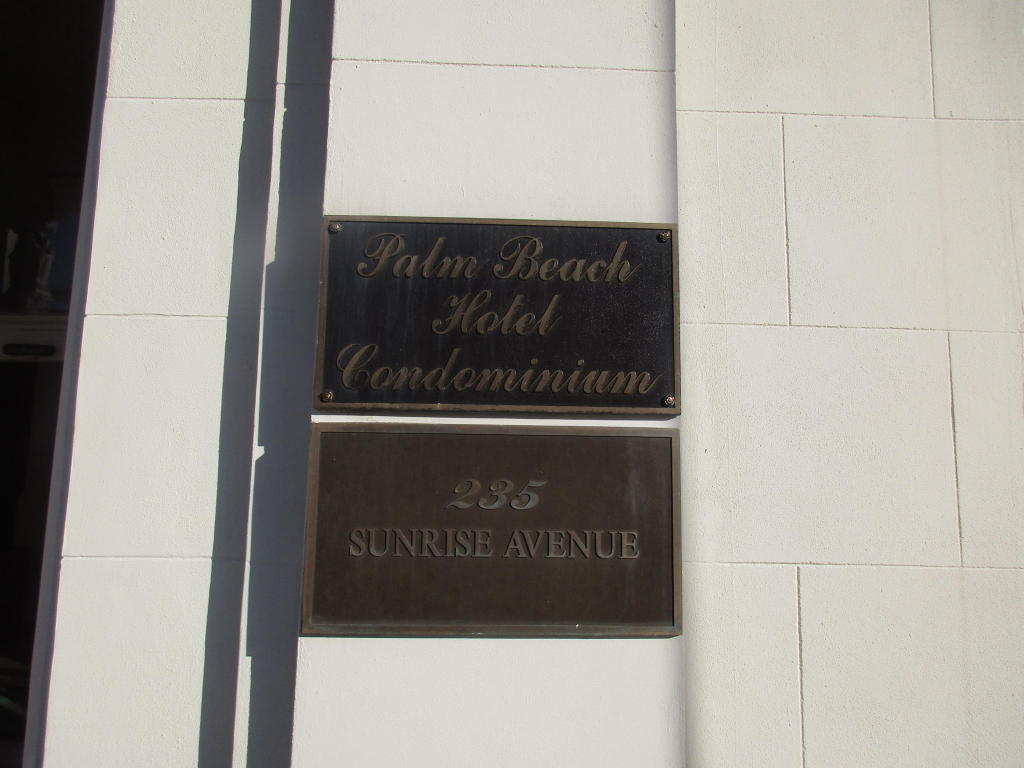 Palm Beach
Hotel
Condominium
235
SUNRISE AVENUE